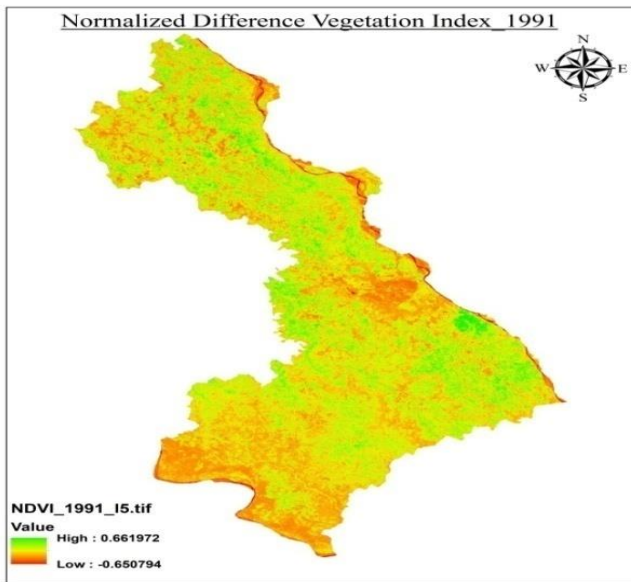 Normalized Difference Vegetation Index_1991
N
W E
S
NDVI_1991_l5.tif
Value
High : 0.661972
Low : -0.650794